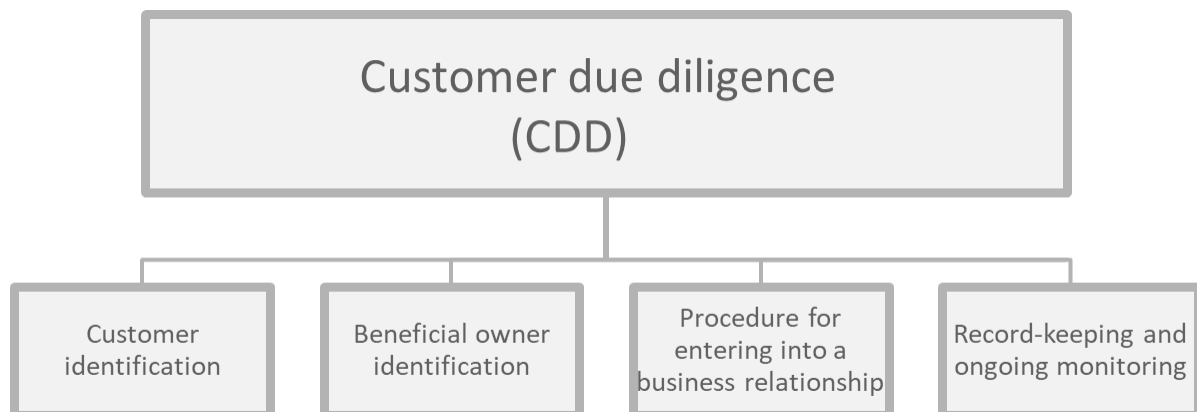 Customer due diligence
(CDD)
Customer
identification
Beneficial owner
identification
Procedure for
entering into a
business relationship
Record-keeping and
ongoing monitoring